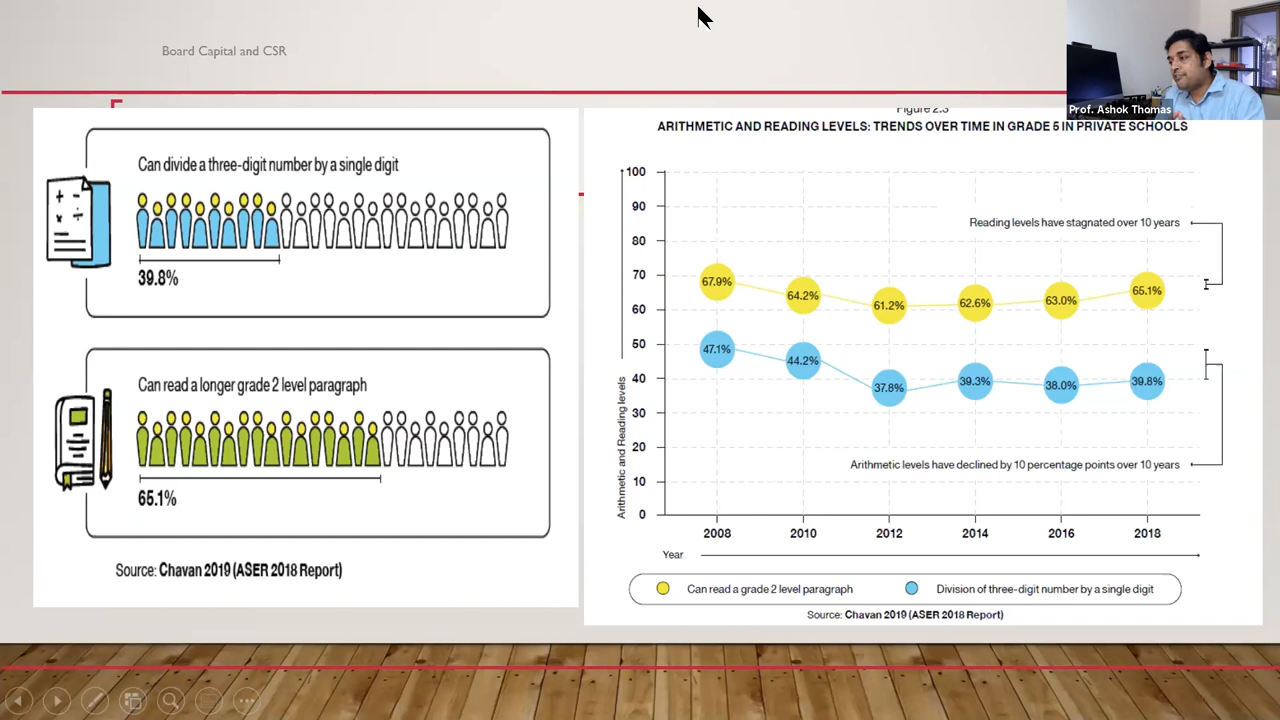 Board Capital and CSR
Prof. Ashok Thomas
Can divide a three-digit number by a single digit
39.8%
Can read a longer grade 2 level paragraph
65.1%
Source: Chavan 2019 (ASER 2018 Report)
Figure 2.3
ARITHMETIC AND READING LEVELS: TRENDS OVER TIME IN GRADE 5 IN PRIVATE SCHOOLS
Arithmetic and Reading levels
100
90
80
70
60
50
40
30
20
10
0
Reading levels have stagnated over 10 years
67.9%
64.2%
61.2%
62.6%
63.0%
65.1%
47.1%
44.2%
37.8%
39.3%
38.0%
39.8%
Arithmetic levels have declined by 10 percentage points over 10 years
2008
2010
2012
2014
2016
2018
Year
Can read a grade 2 level paragraph
Division of three-digit number by a single digit
Source: Chavan 2019 (ASER 2018 Report)